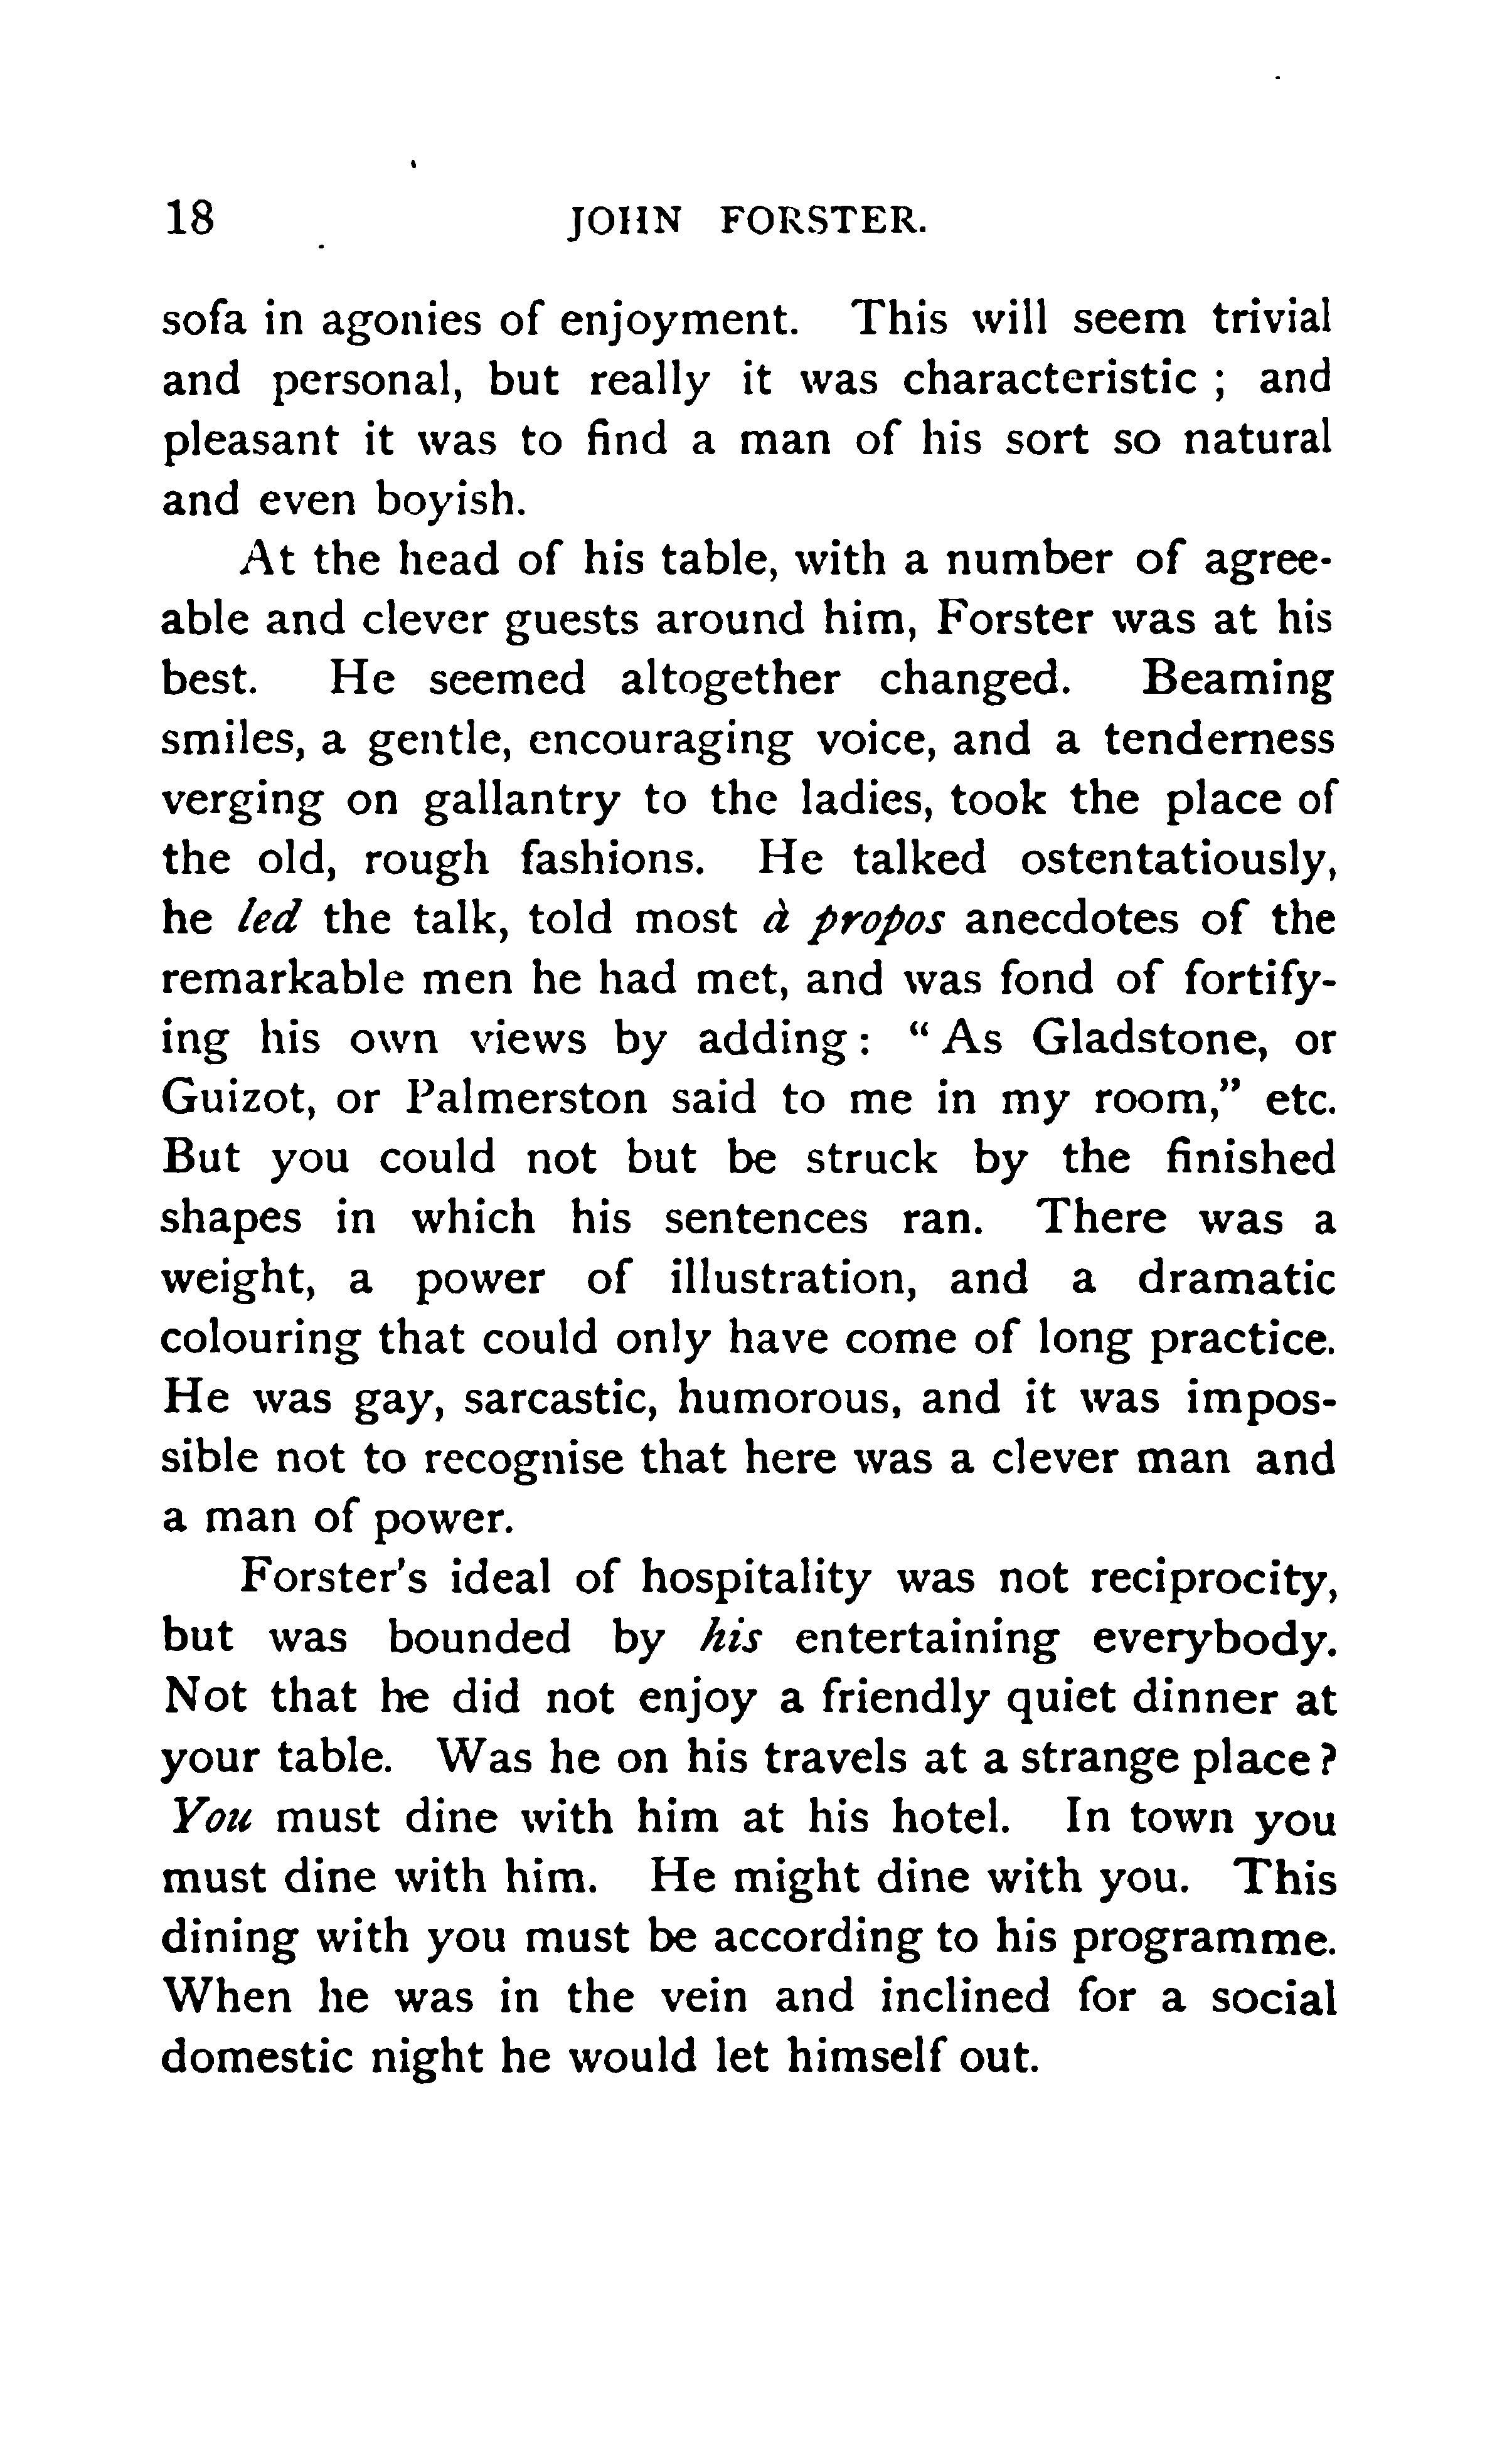 18 JOHN FORSTER.
sofa in agonies of enjoyment. This will seem trivial
and personal, but really it was characteristic ; and
pleasant it was to find a man of his sort so natural
and even boyish.
At the head of his table, with a number of agree-
able and clever guests around him, Forster was at his
best. He seemed altogether changed. Beaming
smiles, a gentle, encouraging voice, and a tenderness
verging on gallantry to the ladies, took the place of
the old, rough fashions. He talked ostentatiously,
he led the talk, told most à propos anecdotes of the
remarkable men he had met, and was fond of fortify-
ing his own views by adding: "As Gladstone, or
Guizot, or Palmerston said to me in my room," etc.
But you could not but be struck by the finished
shapes in which his sentences ran. There was a
weight, a power of illustration, and a dramatic
colouring that could only have come of long practice.
He was gay, sarcastic, humorous, and it was impos-
sible not to recognise that here was a clever man and
a man of power.
Forster's ideal of hospitality was not reciprocity,
but was bounded by his entertaining everybody.
Not that he did not enjoy a friendly quiet dinner at
your table. Was he on his travels at a strange place?
You must dine with him at his hotel. In town you
must dine with him. He might dine with you. This
dining with you must be according to his programme.
When he was in the vein and inclined for a social
domestic night he would let himself out.